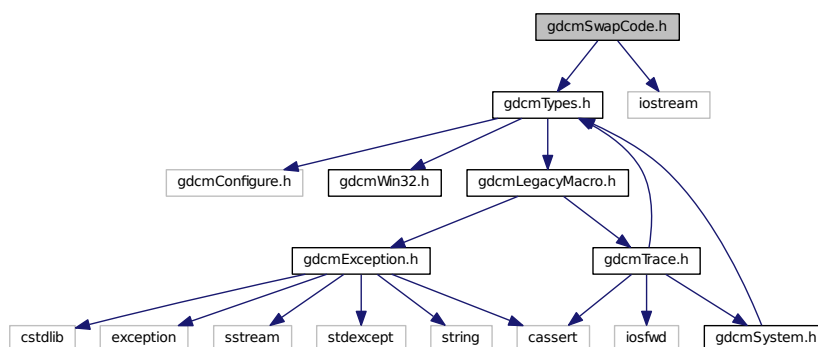 gdcmSwapCode.h
gdcmTypes.h
iostream
gdcmConfigure.h
gdcmWin32.h
gdcmLegacyMacro.h
gdcmException.h
gdcmTrace.h
cstdlib
exception
sstream
stdexcept
string
cassert
iosfwd
gdcmSystem.h